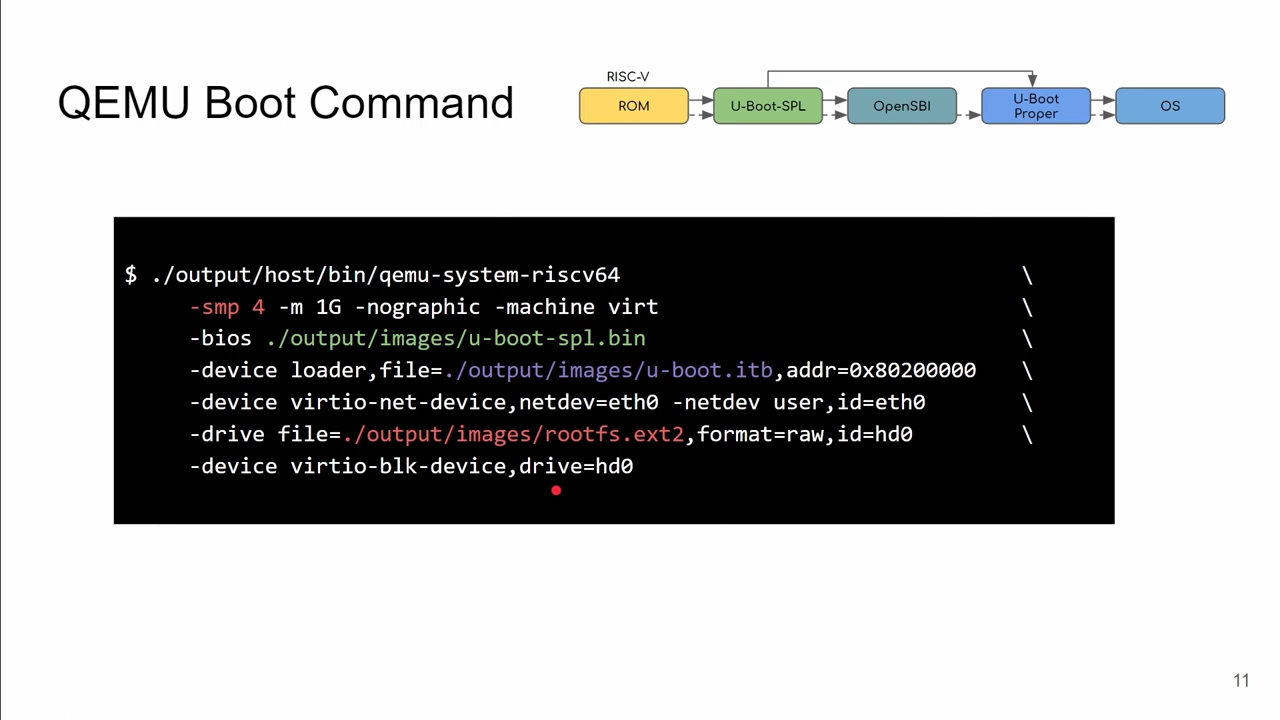 QEMU Boot Command
RISC-V
ROM
U-Boot-SPL
OpenSBI
U-Boot
Proper
OS
$ ./output/host/bin/qemu-system-riscv64 \
-smp 4 -m 1G -nographic -machine virt \
-bios ./output/images/u-boot-spl.bin \
-device loader,file=./output/images/u-boot.itb,addr=0x80200000 \
-device virtio-net-device,netdev=eth0 -netdev user,id=eth0 \
-drive file=./output/images/rootfs.ext2,format=raw,id=hd0 \
-device virtio-blk-device,drive=hd0
11